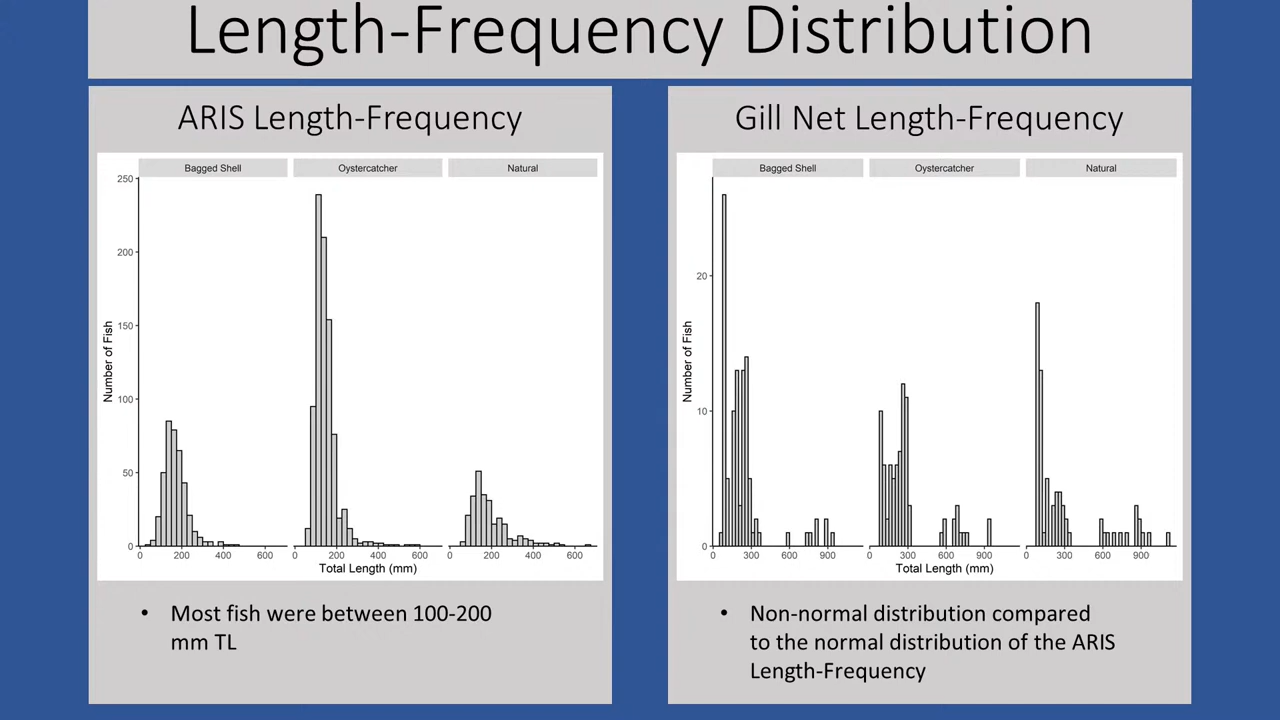 Length-Frequency Distribution
ARIS Length-Frequency
Bagged Shell Oystercatcher Natural
250
200
150
100
50
0
Number of Fish
0 200 400 600 0 200 400 600 0 200 400 600
Total Length (mm)
• Most fish were between 100-200
mm TL
Gill Net Length-Frequency
Bagged Shell Oystercatcher Natural
20
10
0
Number of Fish
0 300 600 900 0 300 600 900 0 300 600 900
Total Length (mm)
• Non-normal distribution compared
to the normal distribution of the ARIS
Length-Frequency